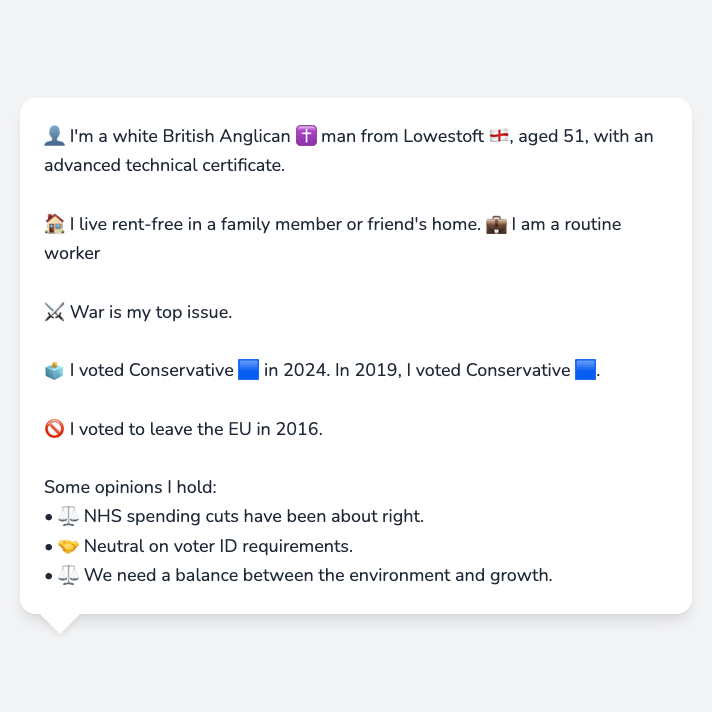 👤 I'm a white British Anglican ✝️ man from Lowestoft 🏴󠁧󠁢󠁥󠁮󠁧󠁿, aged 51, with an
advanced technical certificate.
🏠 I live rent-free in a family member or friend's home. 💼 I am a routine
worker
⚔️ War is my top issue.
🗳️ I voted Conservative 🟦 in 2024. In 2019, I voted Conservative 🟦.
🚫 I voted to leave the EU in 2016.
Some opinions I hold:
• ⚖️ NHS spending cuts have been about right.
• 🤝 Neutral on voter ID requirements.
• ⚖️ We need a balance between the environment and growth.